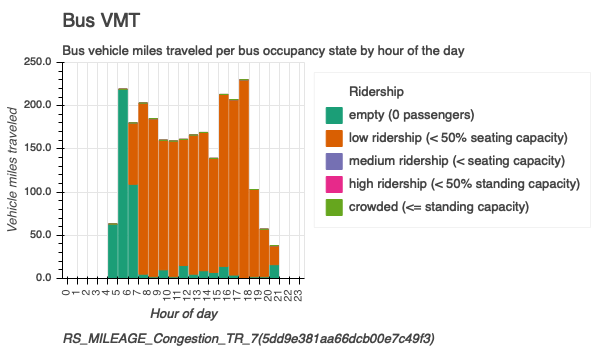 Bus VMT
Bus vehicle miles traveled per bus occupancy state by hour of the day
250.0
200.0
150.0
100.0
50.0
0.0
Vehicle miles traveled
0 1 2 3 4 5 6 7 8 9 10 11 12 13 14 15 16 17 18 19 20 21 22 23
Hour of day
Ridership
empty (0 passengers)
low ridership (< 50% seating capacity)
medium ridership (< seating capacity)
high ridership (< 50% standing capacity)
crowded (<= standing capacity)
RS_MILEAGE_Congestion_TR_7(5dd9e381aa66dcb00e7c49f3)